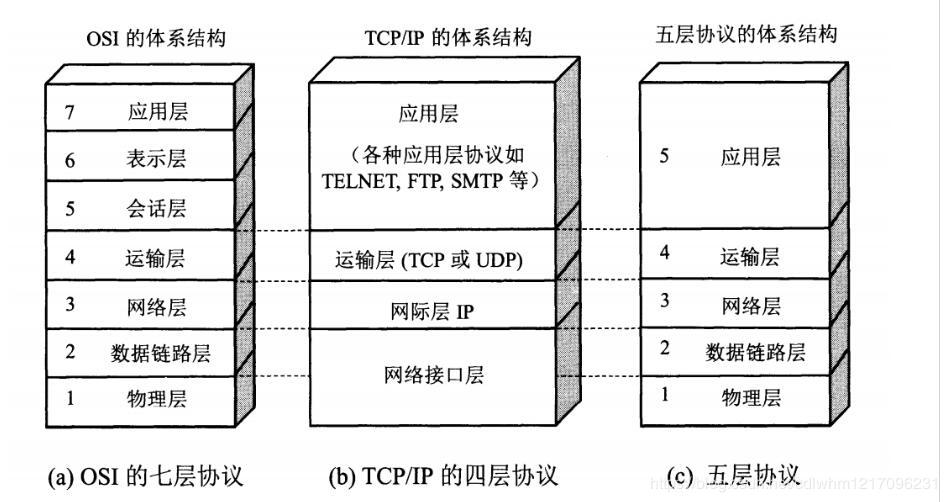 OSI 的体系结构
7 应用层
6 表示层
5 会话层
4 运输层
3 网络层
2 数据链路层
1 物理层
(a) OSI 的七层协议
TCP/IP 的体系结构
应用层
(各种应用层协议如
TELNET, FTP, SMTP 等)
运输层 (TCP 或 UDP)
网际层 IP
网络接口层
(b) TCP/IP 的四层协议
五层协议的体系结构
5 应用层
4 运输层
3 网络层
2 数据链路层
1 物理层
(c) 五层协议